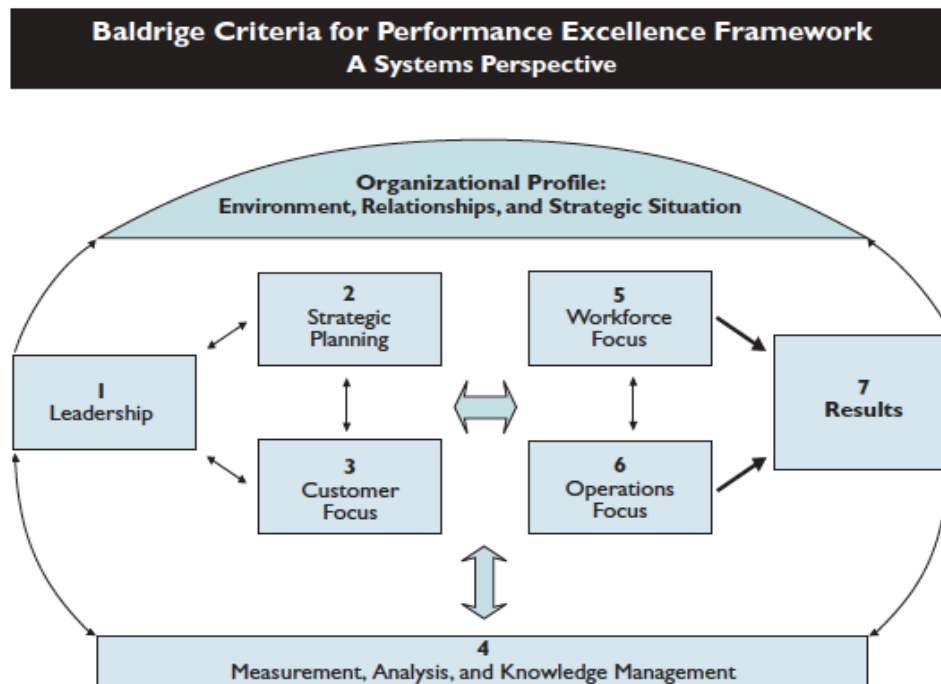 Baldrige Criteria for Performance Excellence Framework
A Systems Perspective
Organizational Profile:
Environment, Relationships, and Strategic Situation
1
Leadership
2
Strategic
Planning
3
Customer
Focus
5
Workforce
Focus
6
Operations
Focus
7
Results
4
Measurement, Analysis, and Knowledge Management